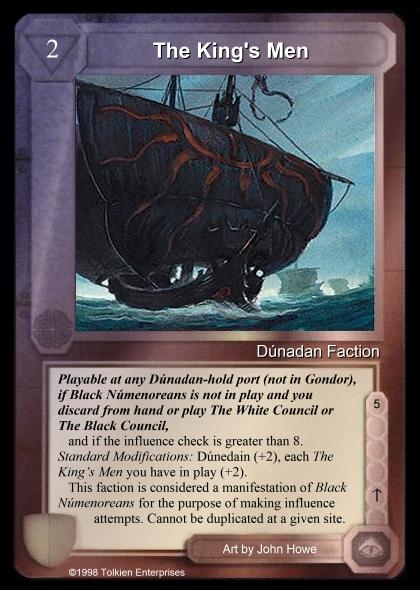 2
The King's Men
Dúnadan Faction
Playable at any Dúnadan-hold port (not in Gondor),
if Black Númenoreans is not in play and you
discard from hand or play The White Council or
The Black Council,
and if the influence check is greater than 8.
Standard Modifications: Dúnedain (+2), each The
King's Men you have in play (+2).
This faction is considered a manifestation of Black
Númenoreans for the purpose of making influence
attempts. Cannot be duplicated at a given site.
5
Art by John Howe
©1998 Tolkien Enterprises